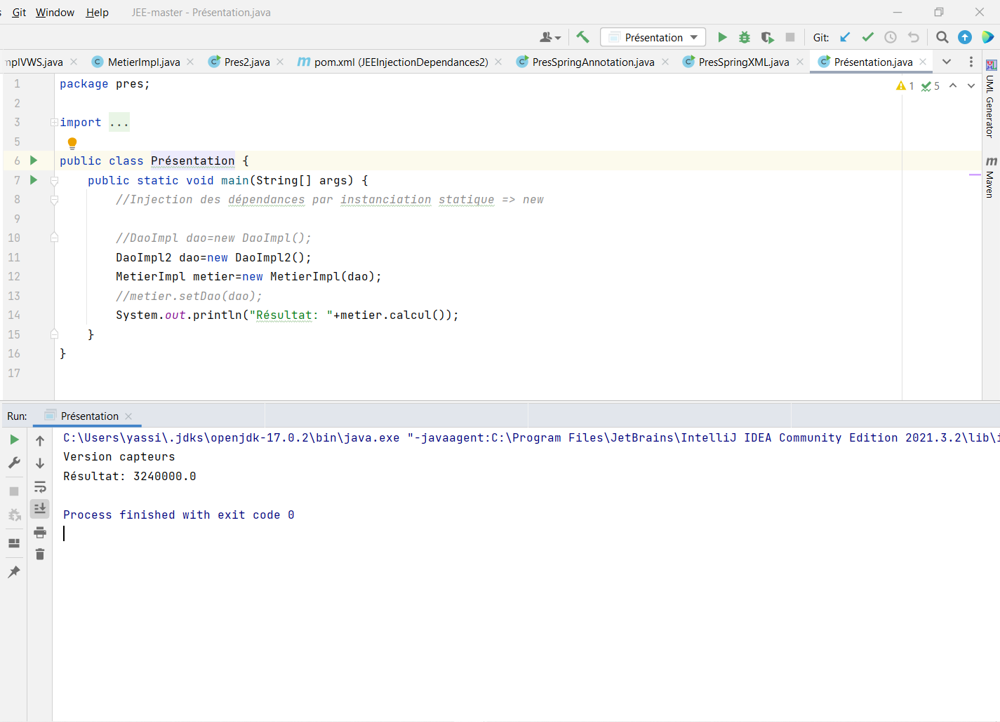 Git Window Help JEE-master - Présentation.java
Présentation Git:
mplVWS.java MetierImpl.java Pres2.java pom.xml (JEEInjectionDependances2) PresSpringAnnotation.java PresSpringXML.java Présentation.java
1 package pres;
1 5
2
3 import ...
5
6 public class Présentation {
7 public static void main(String[] args) {
8 //Injection des dépendances par instanciation statique => new
9
10 //DaoImpl dao=new DaoImpl();
11 DaoImpl2 dao=new DaoImpl2();
12 MetierImpl metier=new MetierImpl(dao);
13 //metier.setDao(dao);
14 System.out.println("Résultat: "+metier.calcul());
15 }
16 }
17
UML Generator
Maven
Run: Présentation
C:\Users\yassi\.jdks\openjdk-17.0.2\bin\java.exe "-javaagent:C:\Program Files\JetBrains\IntelliJ IDEA Community Edition 2021.3.2\lib\i
Version capteurs
Résultat: 3240000.0
Process finished with exit code 0